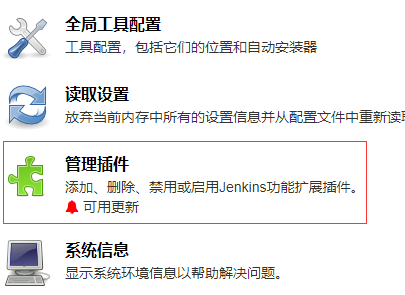 全局工具配置
工具配置，包括它们的位置和自动安装器
读取设置
放弃当前内存中所有的设置信息并从配置文件中重新读
管理插件
添加、删除、禁用或启用Jenkins功能扩展插件。
可用更新
系统信息
显示系统环境信息以帮助解决问题。